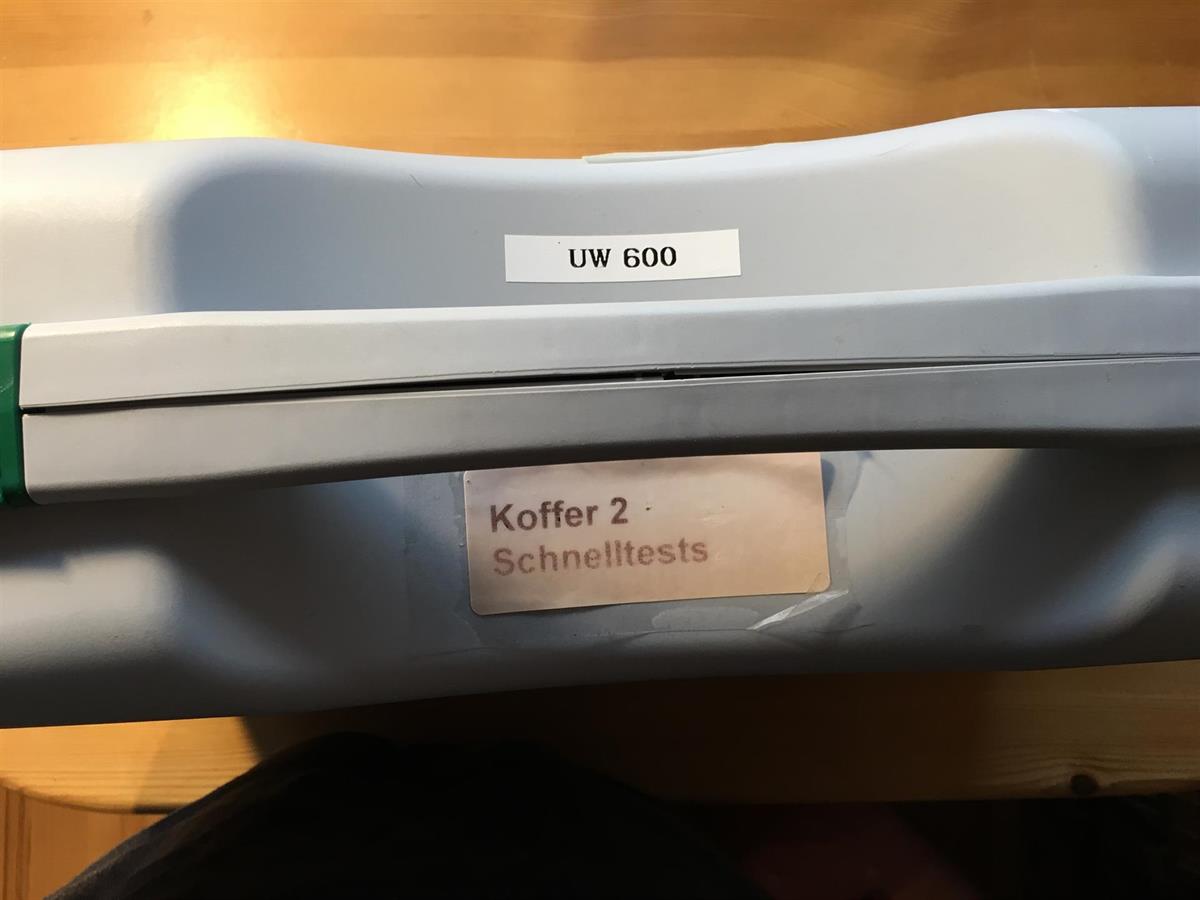 UW 600
Koffer 2
Schnelltests